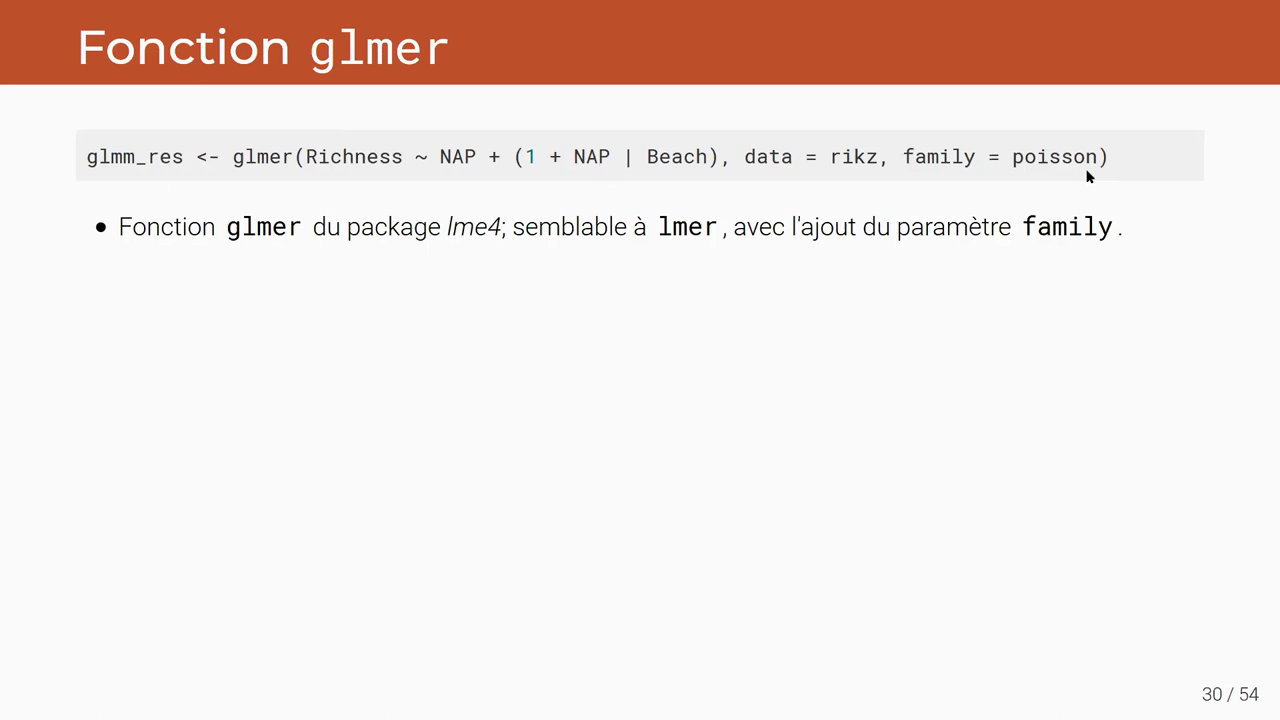 Fonction glmer
glmm_res <- glmer(Richness ~ NAP + (1 + NAP | Beach), data = rikz, family = poisson)
• Fonction glmer du package lme4; semblable à lmer, avec l'ajout du paramètre family.
30 / 54